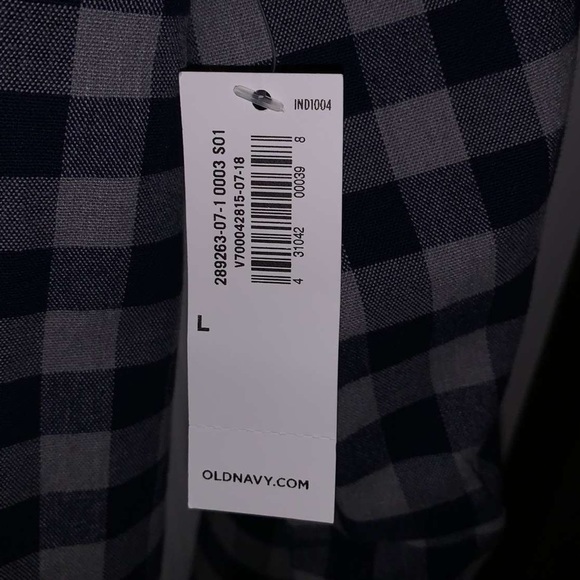 IND1004
289263-07-1 0003 S01
V700042815-07-18
4 31042 00039 8
L
OLDNAVY.COM